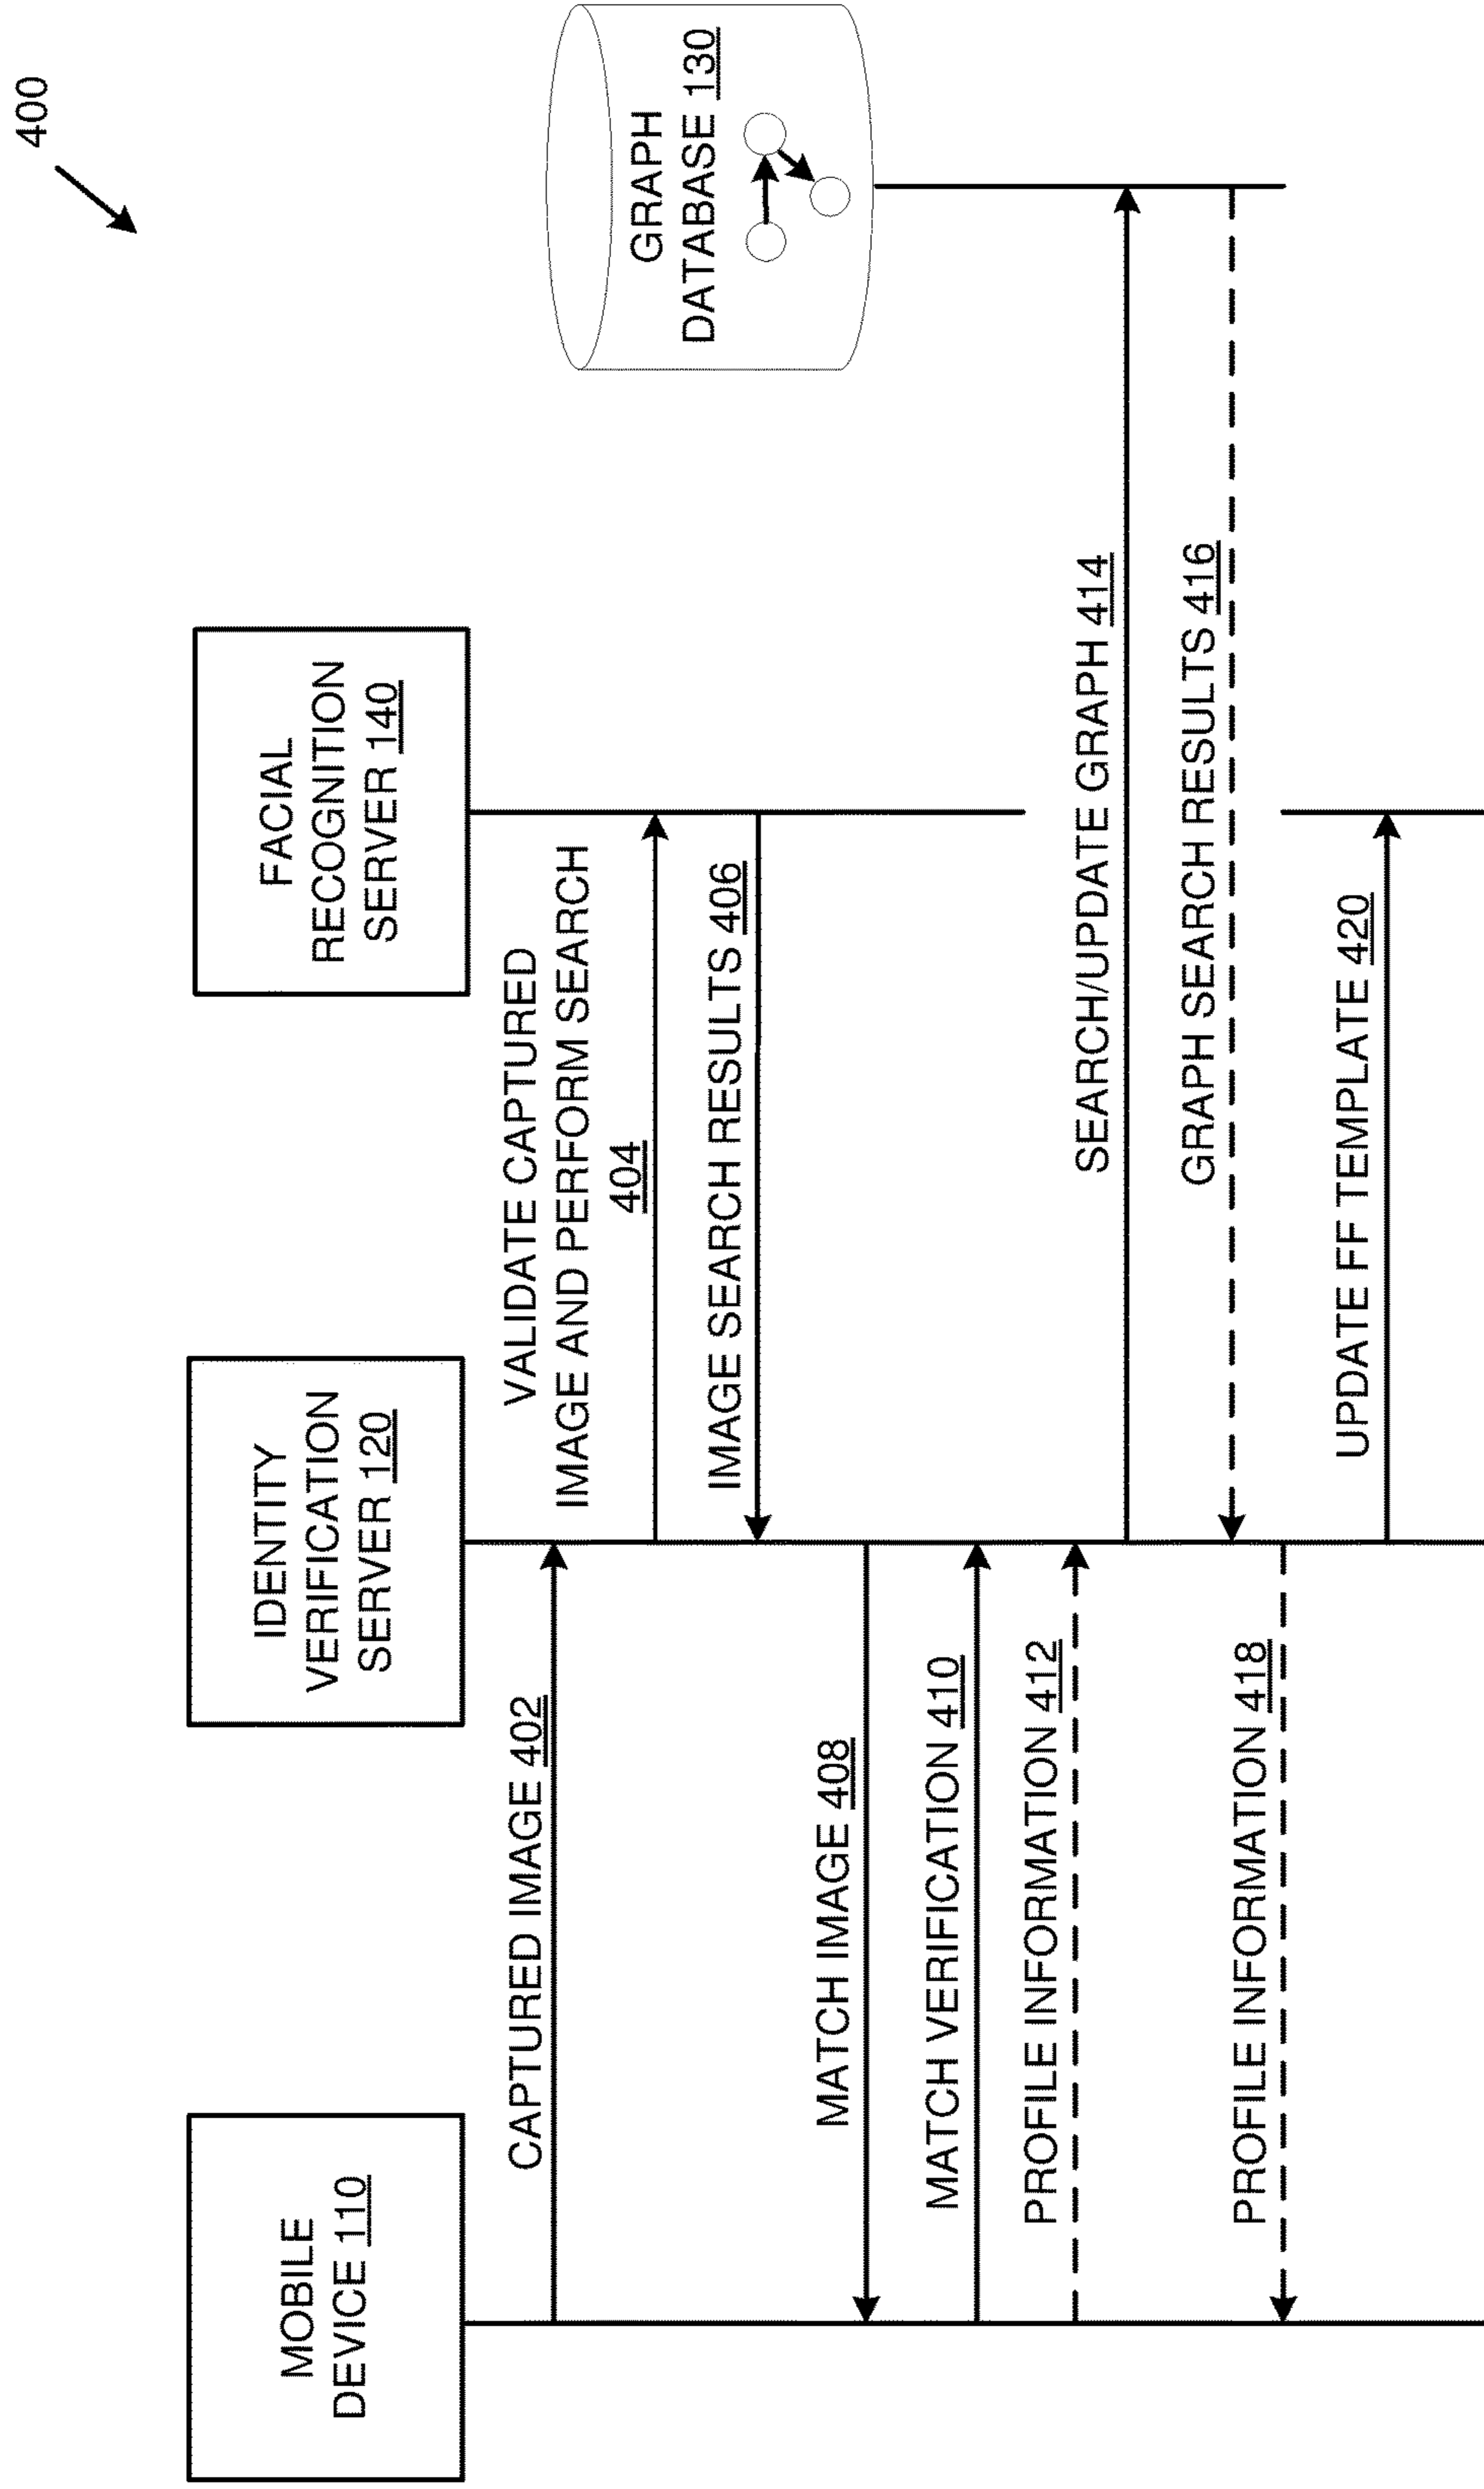 400
MOBILE
DEVICE 110
IDENTITY
VERIFICATION
SERVER 120
FACIAL
RECOGNITION
SERVER 140
GRAPH
DATABASE 130
CAPTURED IMAGE 402
VALIDATE CAPTURED
IMAGE AND PERFORM SEARCH
404
IMAGE SEARCH RESULTS 406
MATCH IMAGE 408
MATCH VERIFICATION 410
PROFILE INFORMATION 412
SEARCH/UPDATE GRAPH 414
GRAPH SEARCH RESULTS 416
PROFILE INFORMATION 418
UPDATE FF TEMPLATE 420